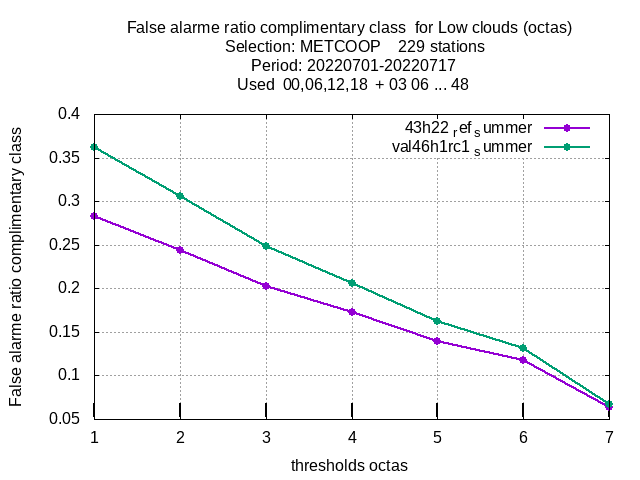 False alarme ratio complimentary class  for Low clouds (octas)
Selection: METCOOP    229 stations
Period: 20220701-20220717
Used  00,06,12,18  + 03 06 ... 48
43h22 ref summer
val46h1rc1 summer
False alarme ratio complimentary class
0.4
0.35
0.3
0.25
0.2
0.15
0.1
0.05
1 2 3 4 5 6 7
thresholds octas